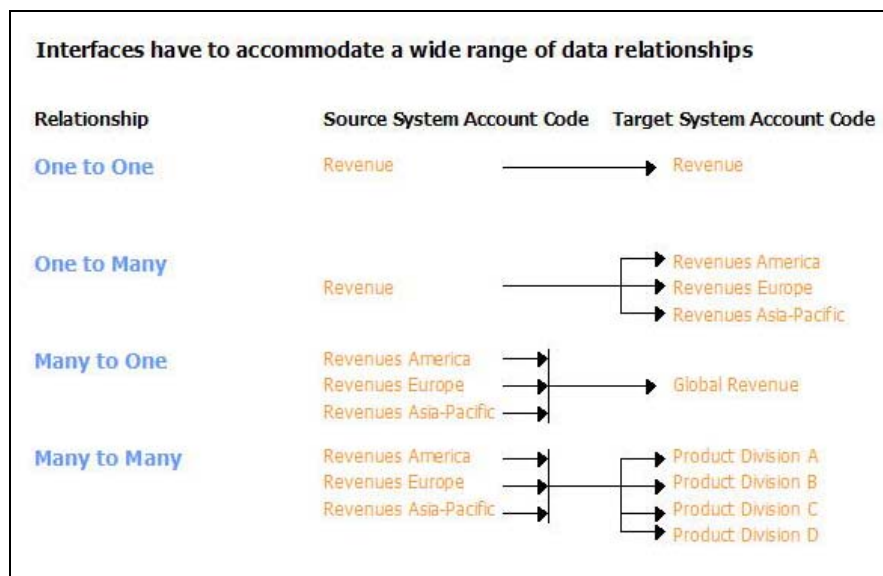 Interfaces have to accommodate a wide range of data relationships
Relationship Source System Account Code Target System Account Code
One to One Revenue Revenue
One to Many Revenues America
Revenue Revenues Europe
Revenues Asia-Pacific
Many to One Revenues America
Revenues Europe Global Revenue
Revenues Asia-Pacific
Many to Many Revenues America Product Division A
Revenues Europe Product Division B
Revenues Asia-Pacific Product Division C
Product Division D